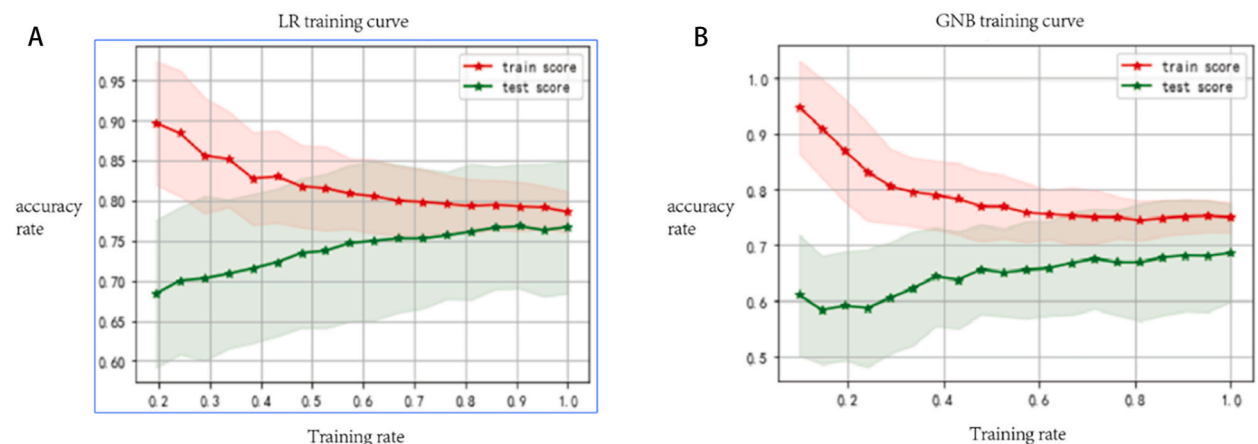 LR training curve
A
train score
test score
0.95
0.90
0.85
0.80
0.75
0.70
0.65
0.60
accuracy
rate
0.2 0.3 0.4 0.5 0.6 0.7 0.8 0.9 1.0
Training rate
GNB training curve
B
train score
test score
1.0
0.9
0.8
0.7
0.6
0.5
accuracy
rate
0.2 0.4 0.6 0.8 1.0
Training rate